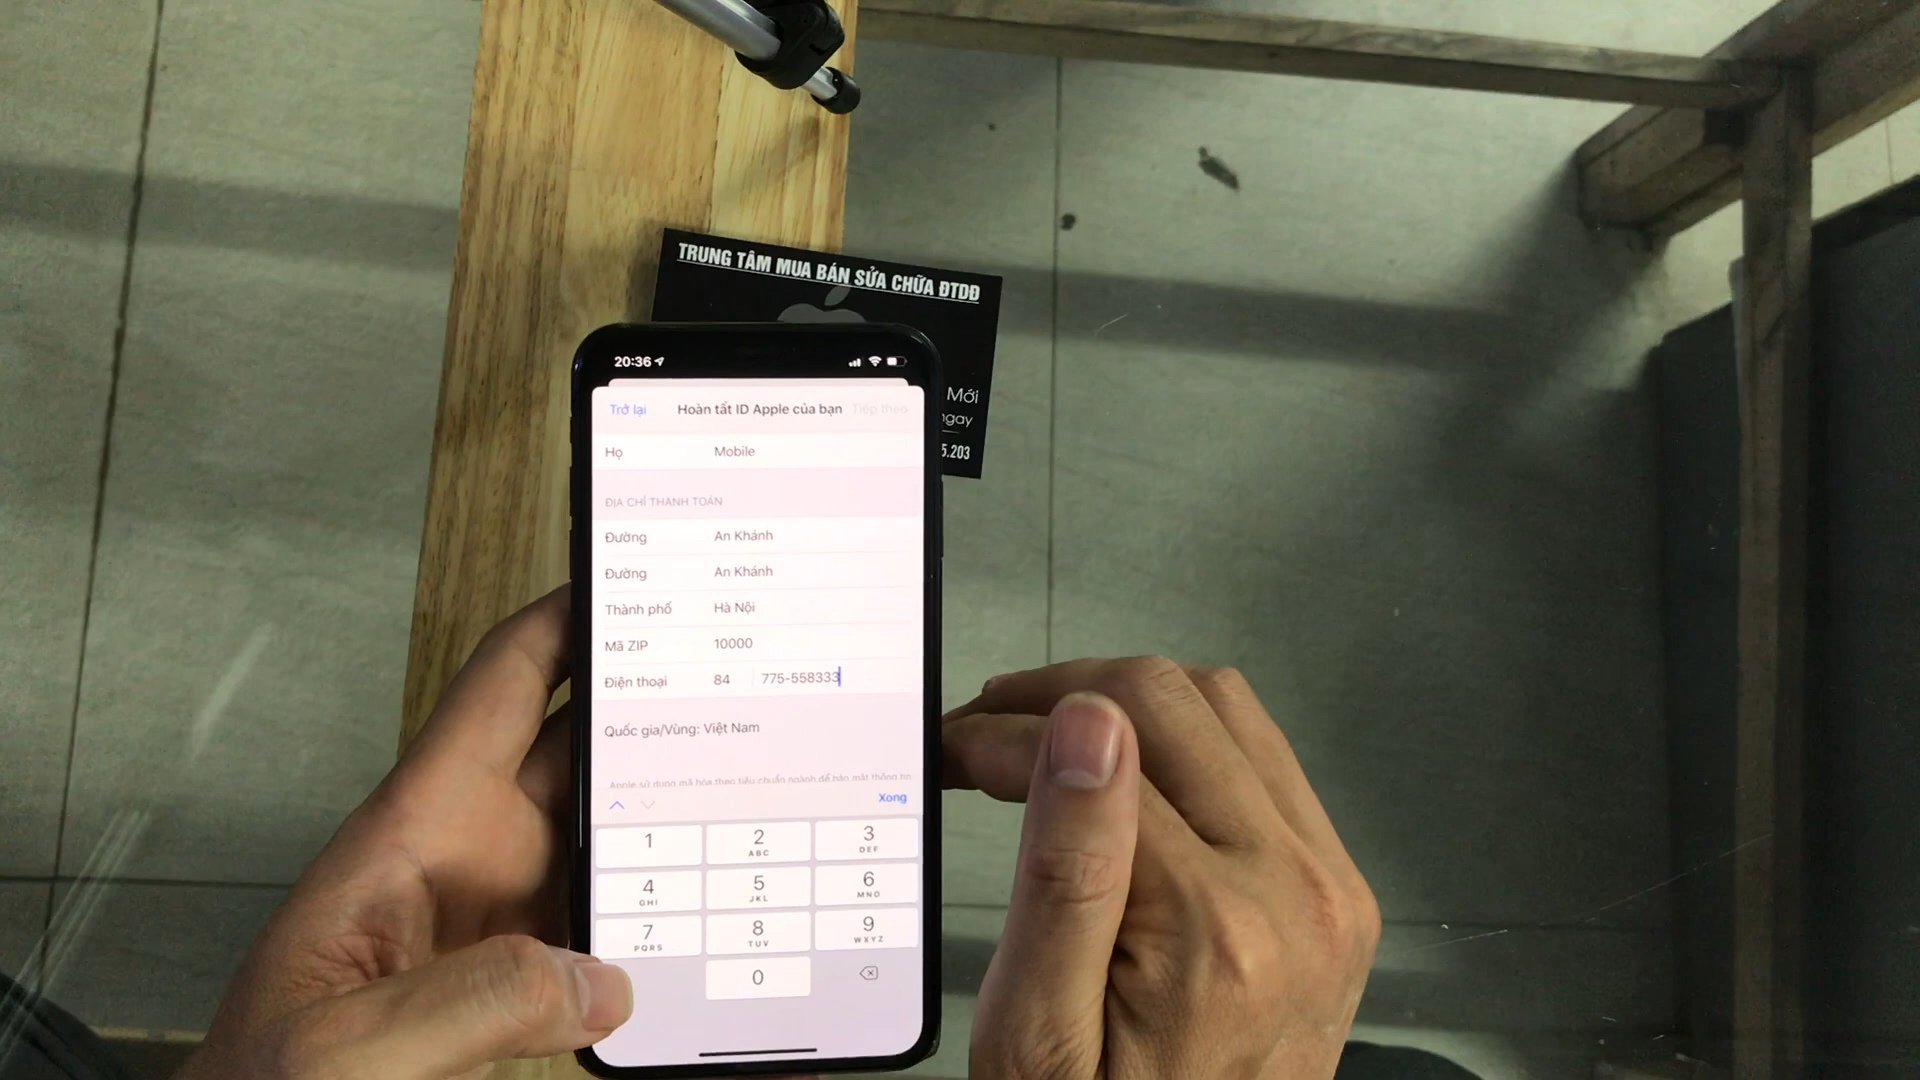 TRUNG TÂM MUA BÁN SỬA CHỮA ĐTDĐ
Mới
ngay
5.203
20:36
Trở lại Hoàn tất ID Apple của bạn Tiếp theo
Họ Mobile
ĐỊA CHỈ THANH TOÁN
Đường An Khánh
Đường An Khánh
Thành phố Hà Nội
Mã ZIP 10000
Điện thoại 84 775-558333
Quốc gia/Vùng: Việt Nam
Apple sử dụng mã hóa theo tiêu chuẩn ngành để bảo mật thông tin
Xong
1 2 3
ABC DEF
4 5 6
GHI JKL MNO
7 8 9
PQRS TUV WXYZ
0